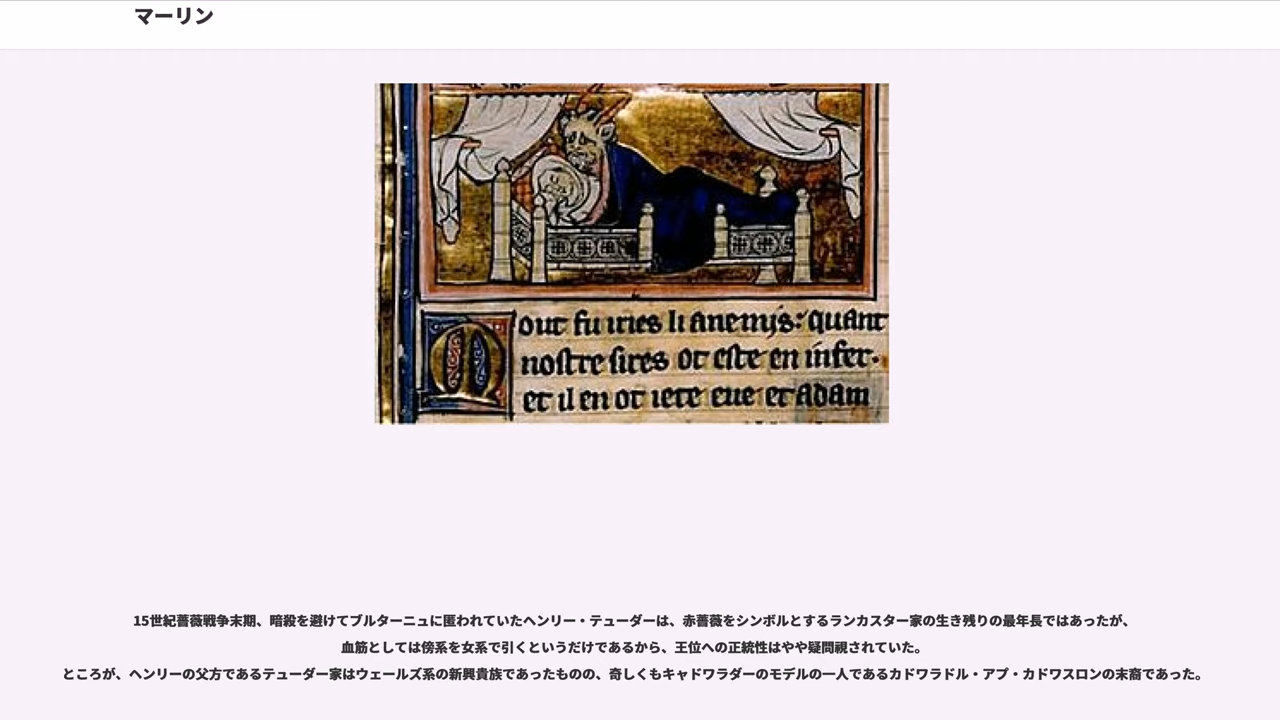 マーリン
out fu iries li anemis: quant
nostre sires ot este en infer.
et il en ot iete eue et adam
15世紀薔薇戦争末期、暗殺を避けてブルターニュに匿われていたヘンリー・テューダーは、赤薔薇をシンボルとするランカスター家の生き残りの最年長ではあったが、
血筋としては傍系を女系で引くというだけであるから、王位への正統性はやや疑問視されていた。
ところが、ヘンリーの父方であるテューダー家はウェールズ系の新興貴族であったものの、奇しくもキャドワラダーのモデルの一人であるカドワラドル・アプ・カドワスロンの末裔であった。